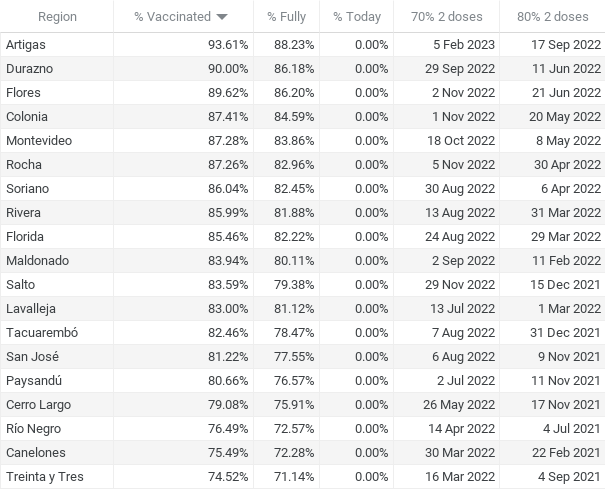 Region % Vaccinated % Fully % Today 70% 2 doses 80% 2 doses
Artigas 93.61% 88.23% 0.00% 5 Feb 2023 17 Sep 2022
Durazno 90.00% 86.18% 0.00% 29 Sep 2022 11 Jun 2022
Flores 89.62% 86.20% 0.00% 2 Nov 2022 21 Jun 2022
Colonia 87.41% 84.59% 0.00% 1 Nov 2022 20 May 2022
Montevideo 87.28% 83.86% 0.00% 18 Oct 2022 8 May 2022
Rocha 87.26% 82.96% 0.00% 5 Nov 2022 30 Apr 2022
Soriano 86.04% 82.45% 0.00% 30 Aug 2022 6 Apr 2022
Rivera 85.99% 81.88% 0.00% 13 Aug 2022 31 Mar 2022
Florida 85.46% 82.22% 0.00% 24 Aug 2022 29 Mar 2022
Maldonado 83.94% 80.11% 0.00% 2 Sep 2022 11 Feb 2022
Salto 83.59% 79.38% 0.00% 29 Nov 2022 15 Dec 2021
Lavalleja 83.00% 81.12% 0.00% 13 Jul 2022 1 Mar 2022
Tacuarembó 82.46% 78.47% 0.00% 7 Aug 2022 31 Dec 2021
San José 81.22% 77.55% 0.00% 6 Aug 2022 9 Nov 2021
Paysandú 80.66% 76.57% 0.00% 2 Jul 2022 11 Nov 2021
Cerro Largo 79.08% 75.91% 0.00% 26 May 2022 17 Nov 2021
Río Negro 76.49% 72.57% 0.00% 14 Apr 2022 4 Jul 2021
Canelones 75.49% 72.28% 0.00% 30 Mar 2022 22 Feb 2021
Treinta y Tres 74.52% 71.14% 0.00% 16 Mar 2022 4 Sep 2021